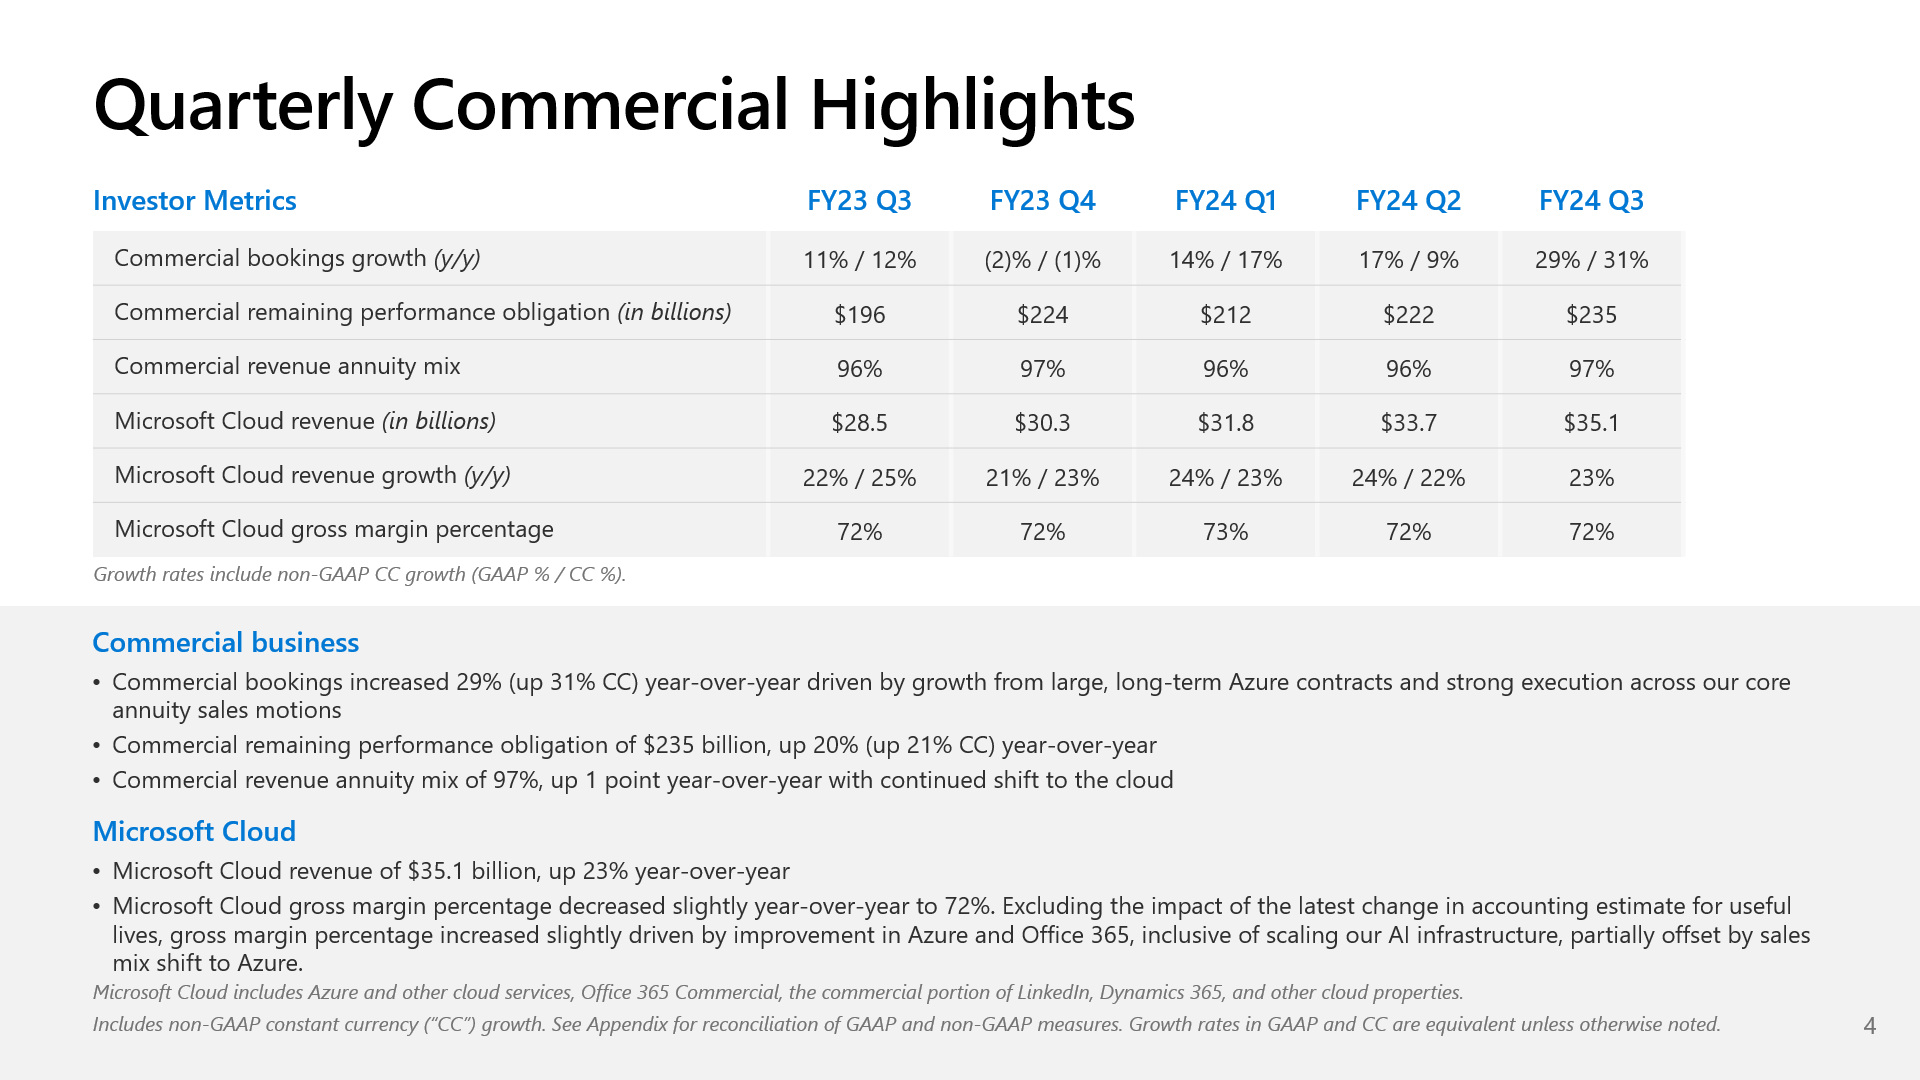 Quarterly Commercial Highlights
Investor Metrics FY23 Q3 FY23 Q4 FY24 Q1 FY24 Q2 FY24 Q3
Commercial bookings growth (y/y) 11% / 12% (2)% / (1)% 14% / 17% 17% / 9% 29% / 31%
Commercial remaining performance obligation (in billions) $196 $224 $212 $222 $235
Commercial revenue annuity mix 96% 97% 96% 96% 97%
Microsoft Cloud revenue (in billions) $28.5 $30.3 $31.8 $33.7 $35.1
Microsoft Cloud revenue growth (y/y) 22% / 25% 21% / 23% 24% / 23% 24% / 22% 23%
Microsoft Cloud gross margin percentage 72% 72% 73% 72% 72%
Growth rates include non-GAAP CC growth (GAAP % / CC %).
Commercial business
• Commercial bookings increased 29% (up 31% CC) year-over-year driven by growth from large, long-term Azure contracts and strong execution across our core
annuity sales motions
• Commercial remaining performance obligation of $235 billion, up 20% (up 21% CC) year-over-year
• Commercial revenue annuity mix of 97%, up 1 point year-over-year with continued shift to the cloud
Microsoft Cloud
• Microsoft Cloud revenue of $35.1 billion, up 23% year-over-year
• Microsoft Cloud gross margin percentage decreased slightly year-over-year to 72%. Excluding the impact of the latest change in accounting estimate for useful
lives, gross margin percentage increased slightly driven by improvement in Azure and Office 365, inclusive of scaling our AI infrastructure, partially offset by sales
mix shift to Azure.
Microsoft Cloud includes Azure and other cloud services, Office 365 Commercial, the commercial portion of LinkedIn, Dynamics 365, and other cloud properties.
Includes non-GAAP constant currency (“CC”) growth. See Appendix for reconciliation of GAAP and non-GAAP measures. Growth rates in GAAP and CC are equivalent unless otherwise noted.
4